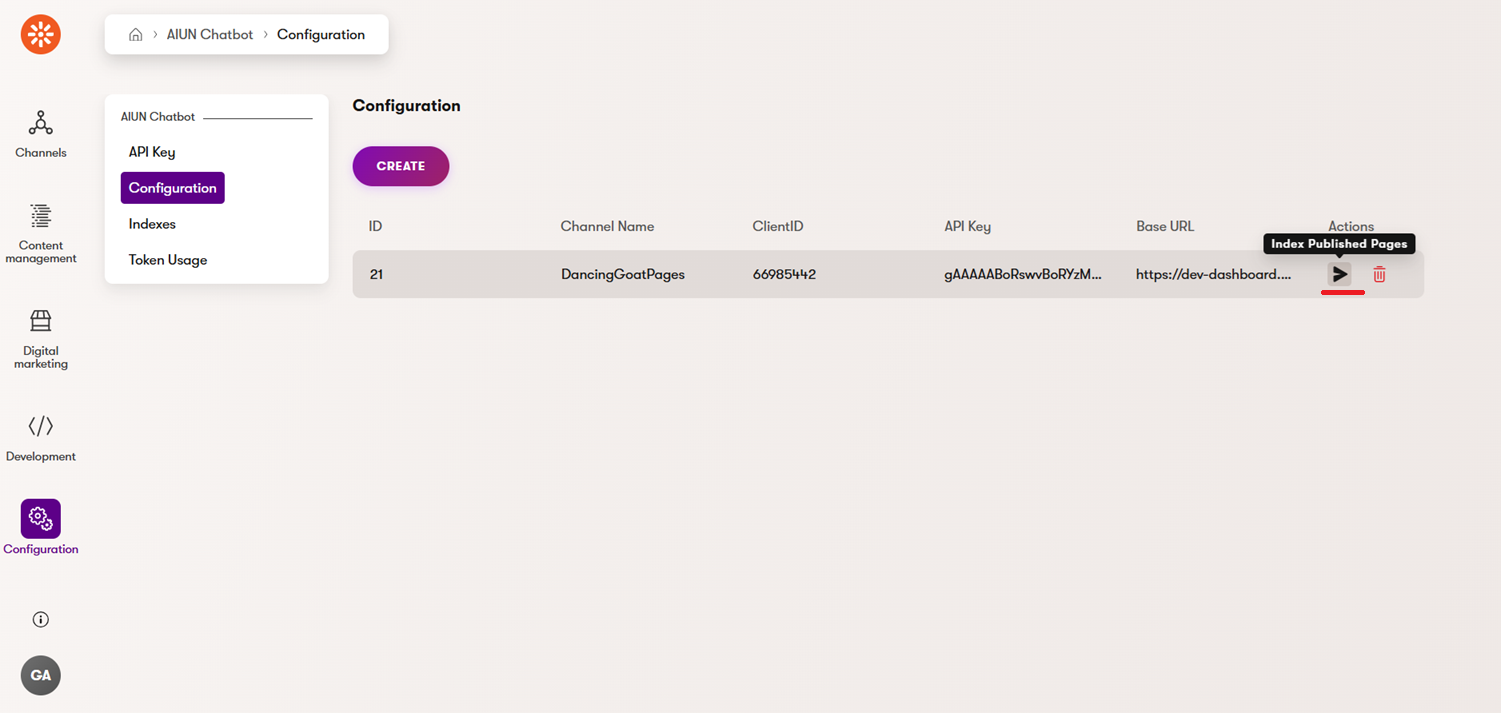 AIUN Chatbot > Configuration
Channels
Content
management
Digital
marketing
Development
Configuration
GA
AIUN Chatbot
API Key
Configuration
Indexes
Token Usage
Configuration
CREATE
ID Channel Name ClientID API Key Base URL Actions
Index Published Pages
21 DancingGoatPages 66985442 gAAAAABoRswvBoRYzM... https://dev-dashboard....